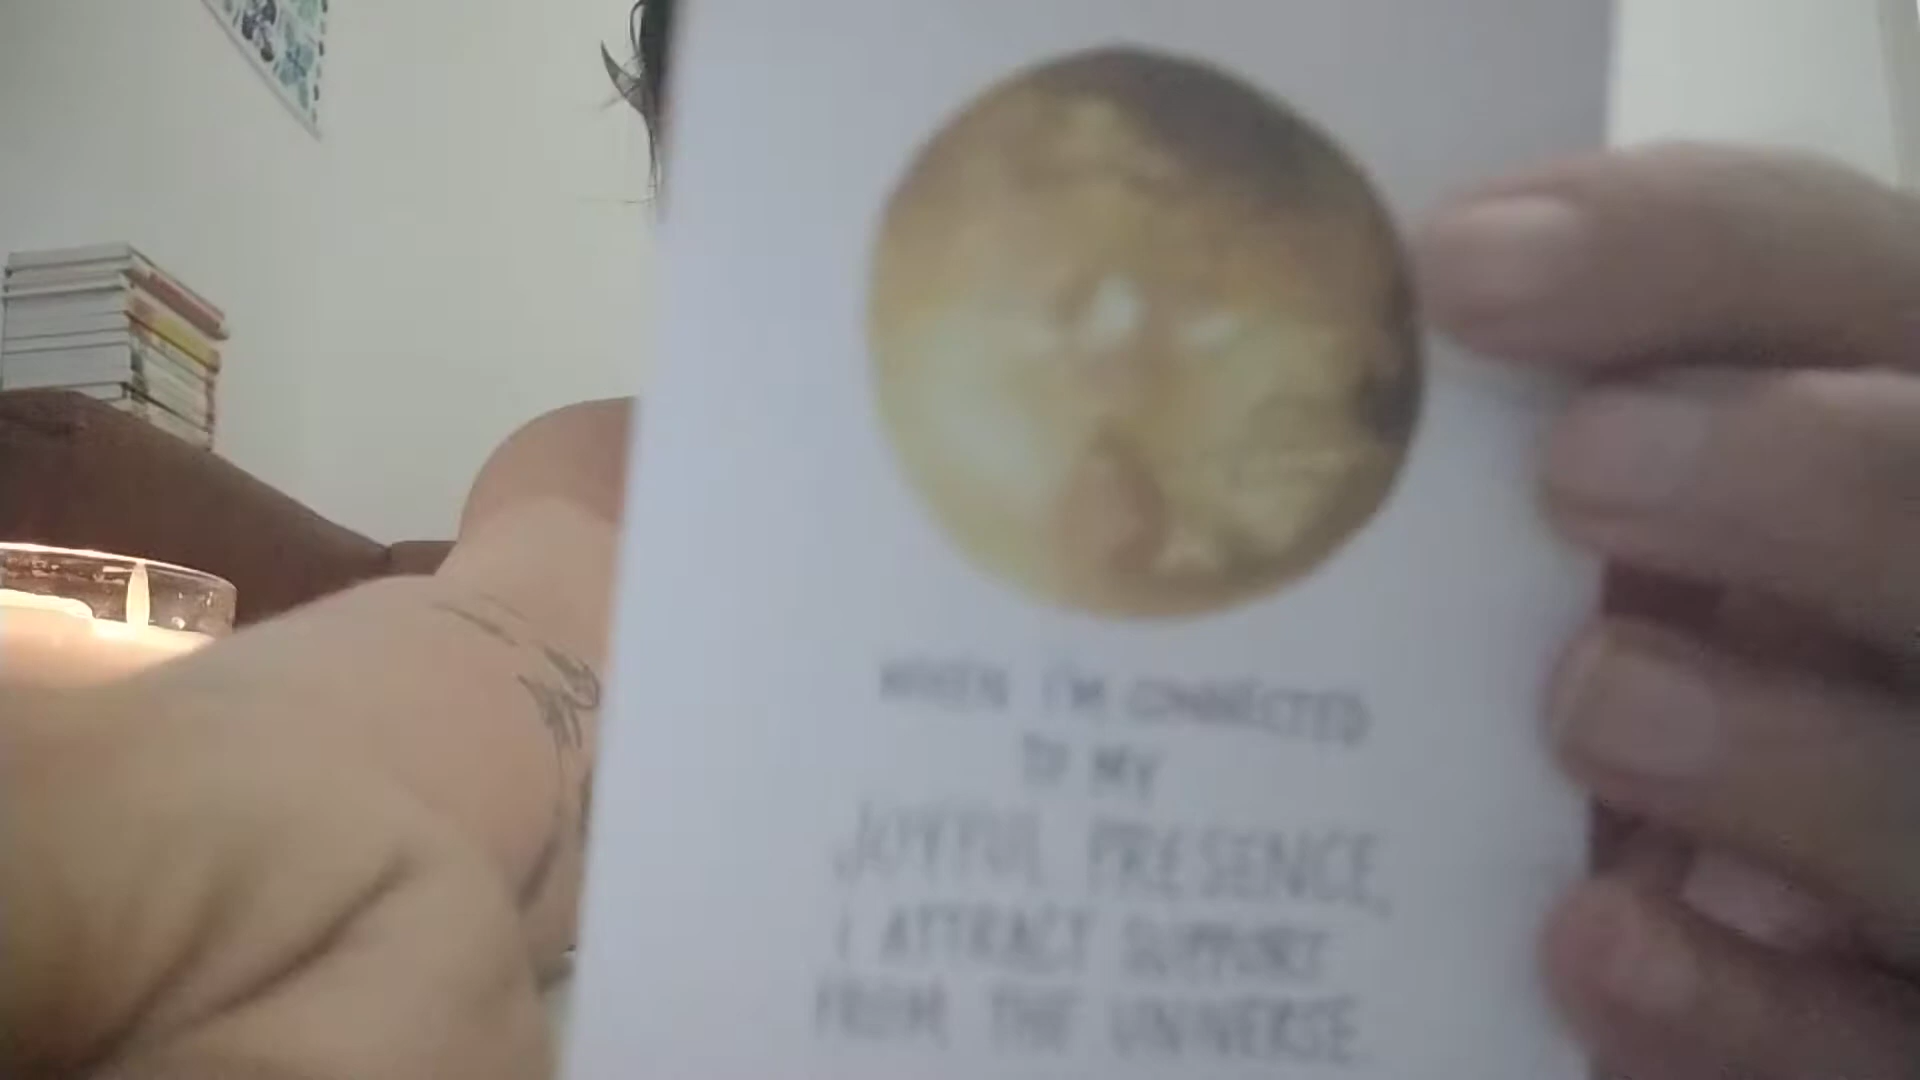 WHEN I'M CONNECTED
TO MY
JOYFUL PRESENCE,
I ATTRACT SUPPORT
FROM THE UNIVERSE.